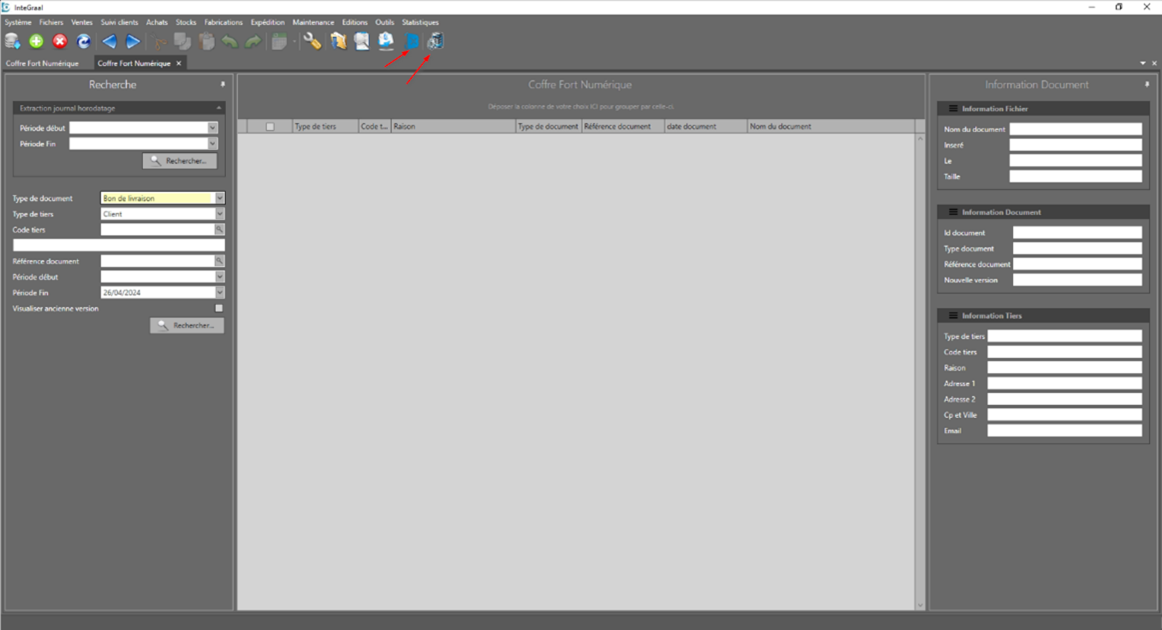 InteGraal
Système Fichiers Ventes Suivi clients Achats Stocks Fabrications Expédition Maintenance Editions Outils Statistiques
Coffre Fort Numérique Coffre Fort Numérique ×
Recherche
Extraction journal horodatage
Période début
Période Fin
Rechercher...
Type de document Bon de livraison
Type de tiers Client
Code tiers
Référence document
Période début
Période Fin 26/04/2024
Visualiser ancienne version
Rechercher...
Coffre Fort Numérique
Déposer la colonne de votre choix ICI pour grouper par celle-ci.
Type de tiers Code t... Raison Type de document Référence document date document Nom du document
Information Document
Information Fichier
Nom du document
Inseré
Le
Taille
Information Document
Id document
Type document
Référence document
Nouvelle version
Information Tiers
Type de tiers
Code tiers
Raison
Adresse 1
Adresse 2
Cp et Ville
Email